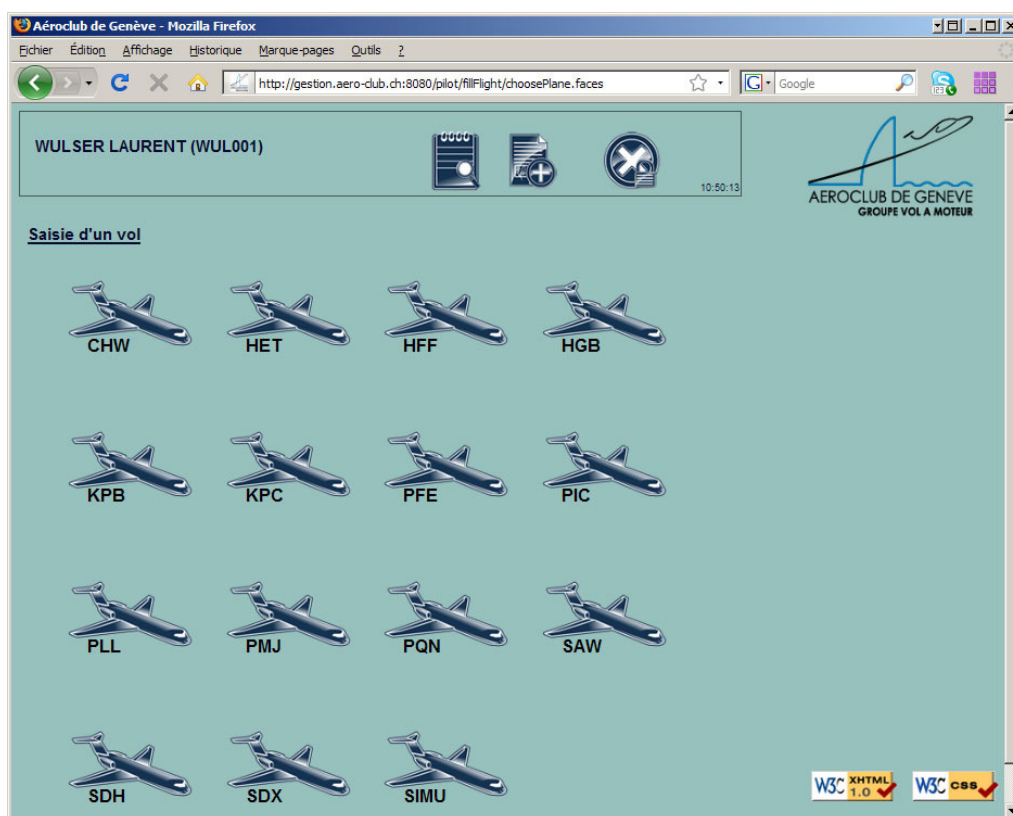 Aéroclub de Genève - Mozilla Firefox
Fichier Édition Affichage Historique Marque-pages Outils ?
http://gestion.aero-club.ch:8080/pilot/fillFlight/choosePlane.faces
G Google
123
WULSER LAURENT (WUL001)
10:50:13
AEROCLUB DE GENEVE
GROUPE VOL A MOTEUR
Saisie d'un vol
CHW HET HFF HGB
KPB KPC PFE PIC
PLL PMJ PQN SAW
SDH SDX SIMU
W3C XHTML 1.0 W3C css